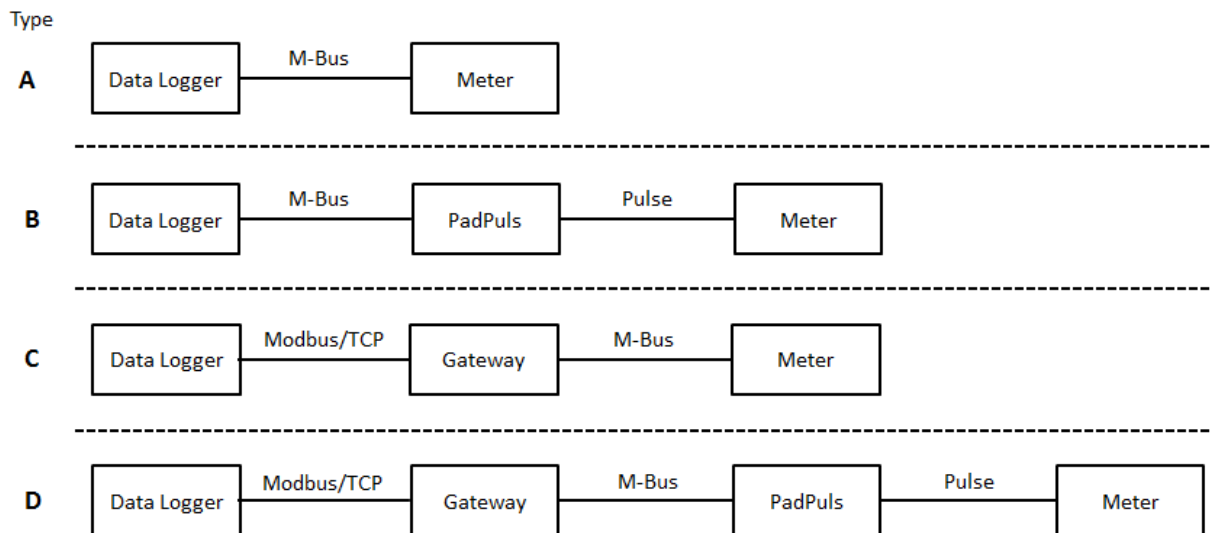 Type
A
Data Logger
M-Bus
Meter
B
Data Logger
M-Bus
PadPuls
Pulse
Meter
C
Data Logger
Modbus/TCP
Gateway
M-Bus
Meter
D
Data Logger
Modbus/TCP
Gateway
M-Bus
PadPuls
Pulse
Meter